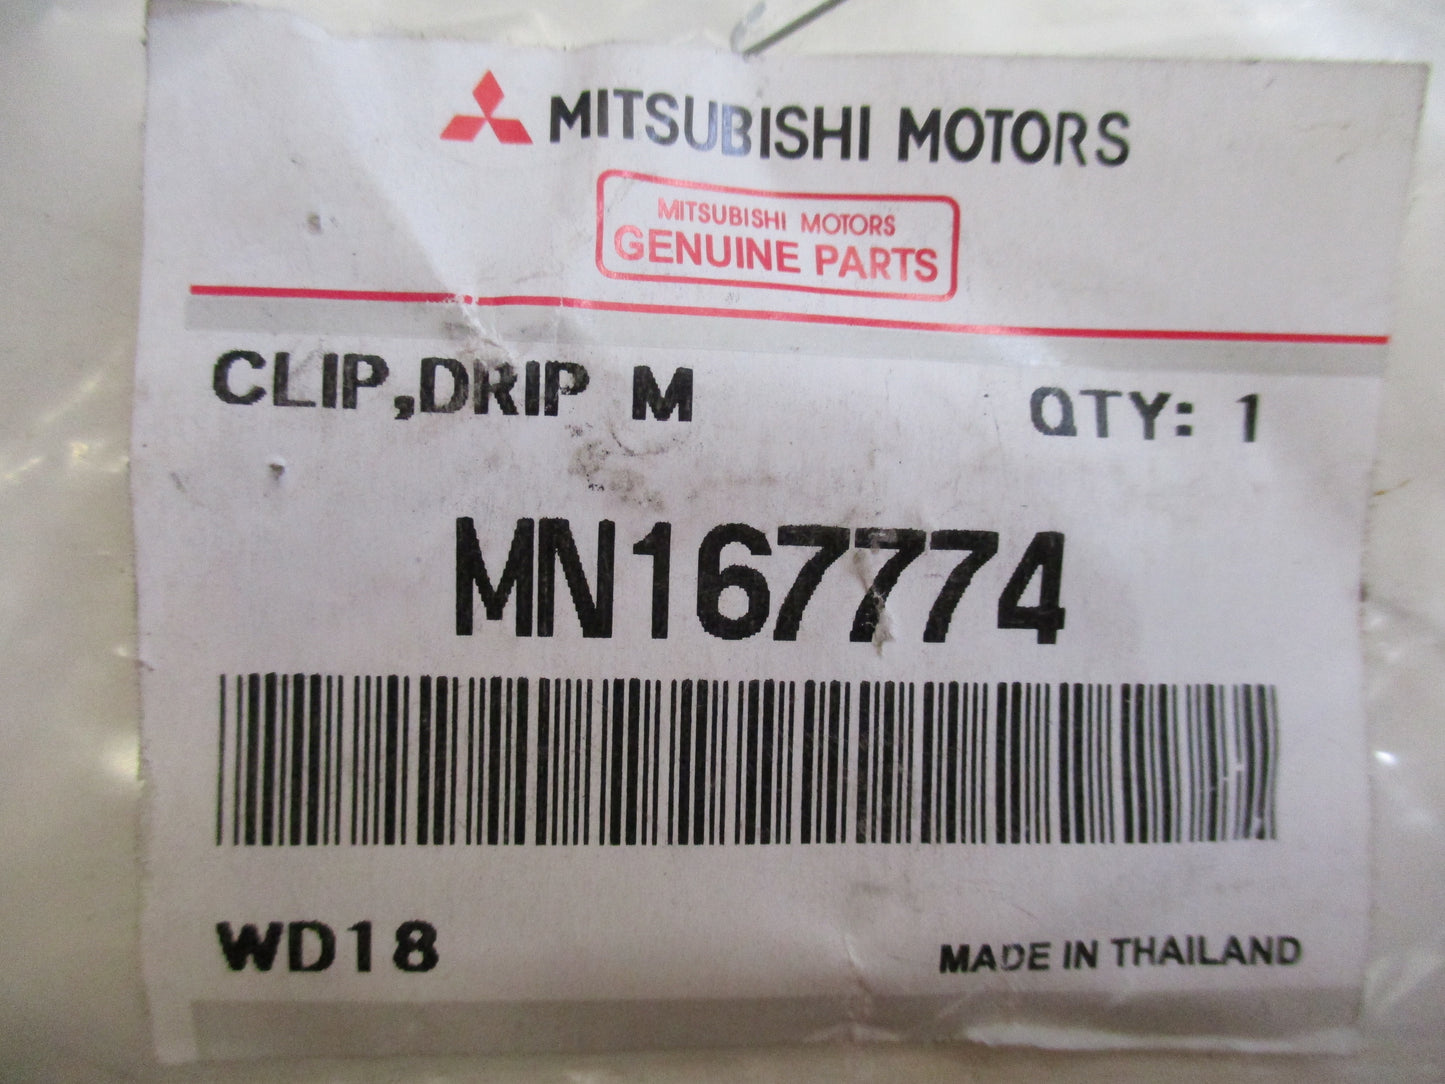 MITSUBISHI MOTORS
MITSUBISHI MOTORS
GENUINE PARTS
CLIP,DRIP M QTY: 1
MN167774
WD18 MADE IN THAILAND